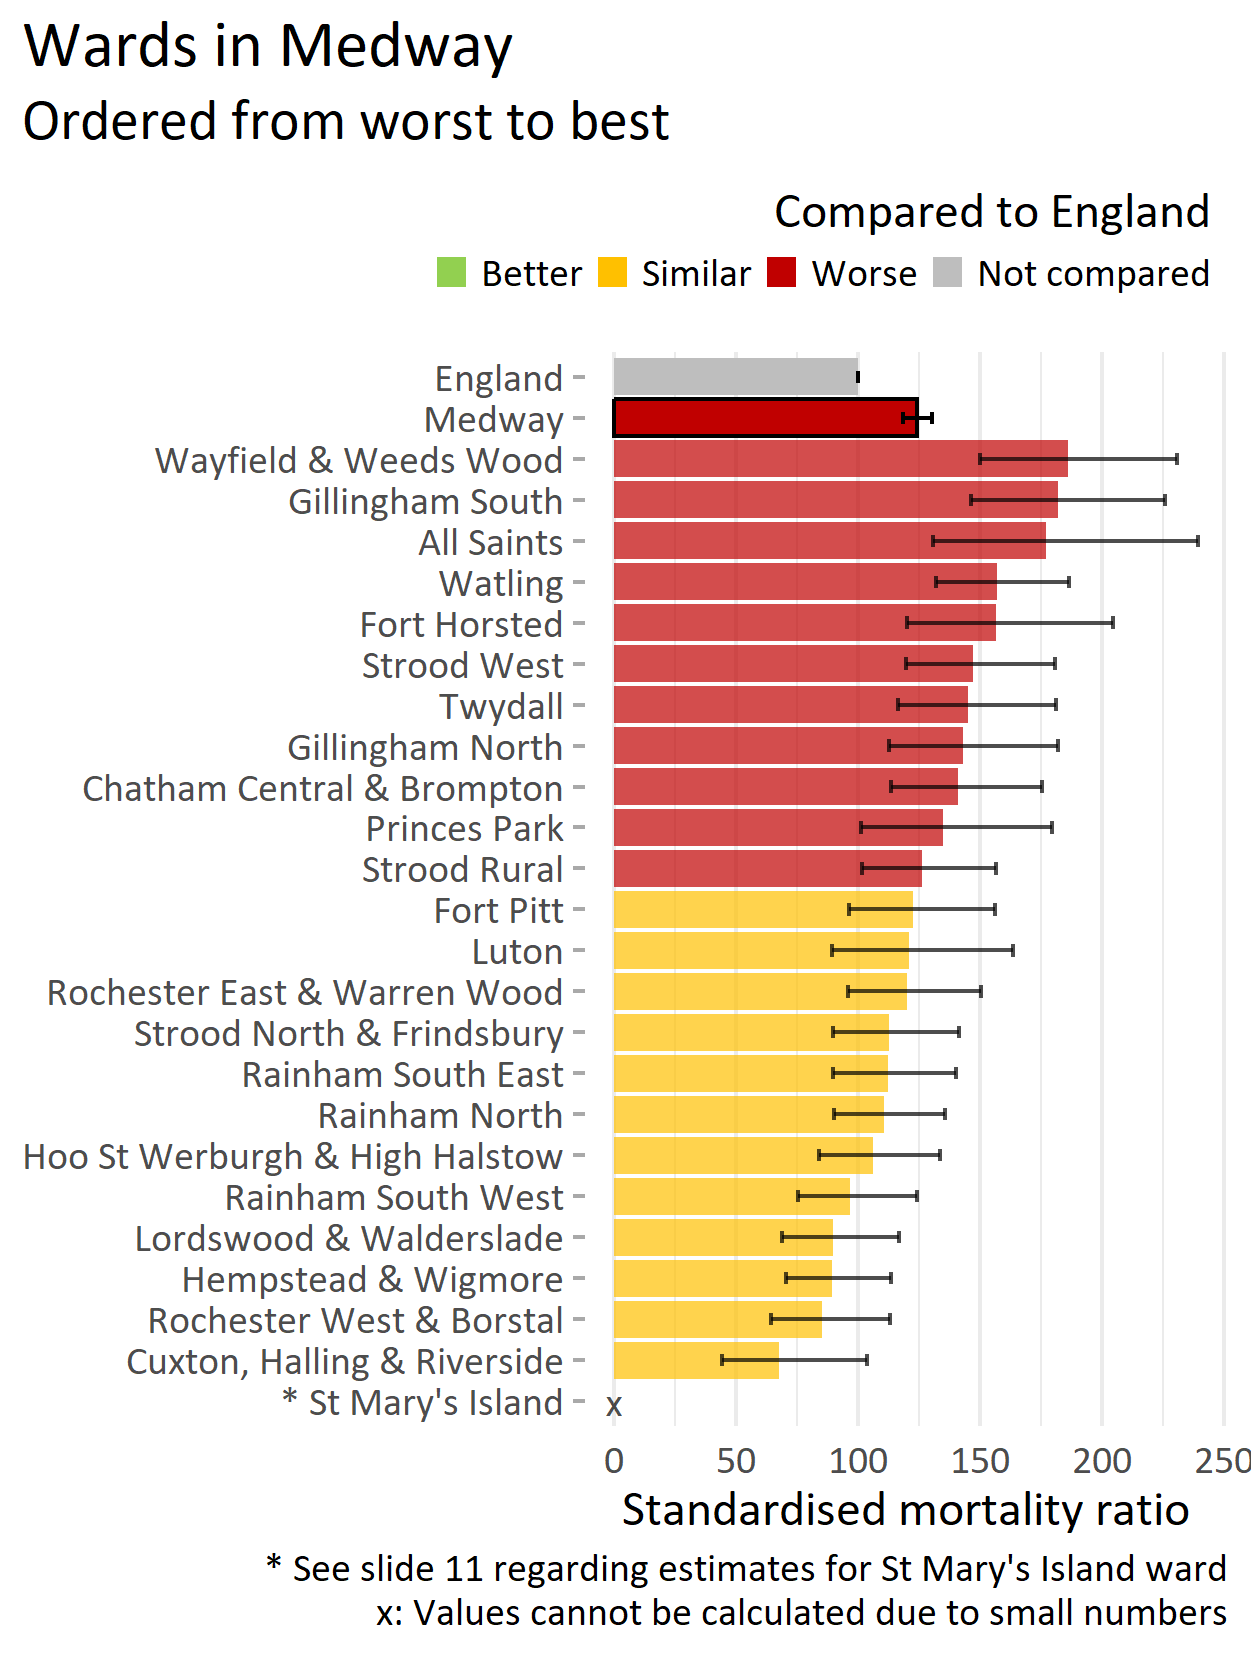 Wards in Medway
Ordered from worst to best
Compared to England
Better Similar Worse Not compared
England
Medway
Wayfield & Weeds Wood
Gillingham South
All Saints
Watling
Fort Horsted
Strood West
Twydall
Gillingham North
Chatham Central & Brompton
Princes Park
Strood Rural
Fort Pitt
Luton
Rochester East & Warren Wood
Strood North & Frindsbury
Rainham South East
Rainham North
Hoo St Werburgh & High Halstow
Rainham South West
Lordswood & Walderslade
Hempstead & Wigmore
Rochester West & Borstal
Cuxton, Halling & Riverside
* St Mary's Island x
0 50 100 150 200 250
Standardised mortality ratio
* See slide 11 regarding estimates for St Mary's Island ward
x: Values cannot be calculated due to small numbers